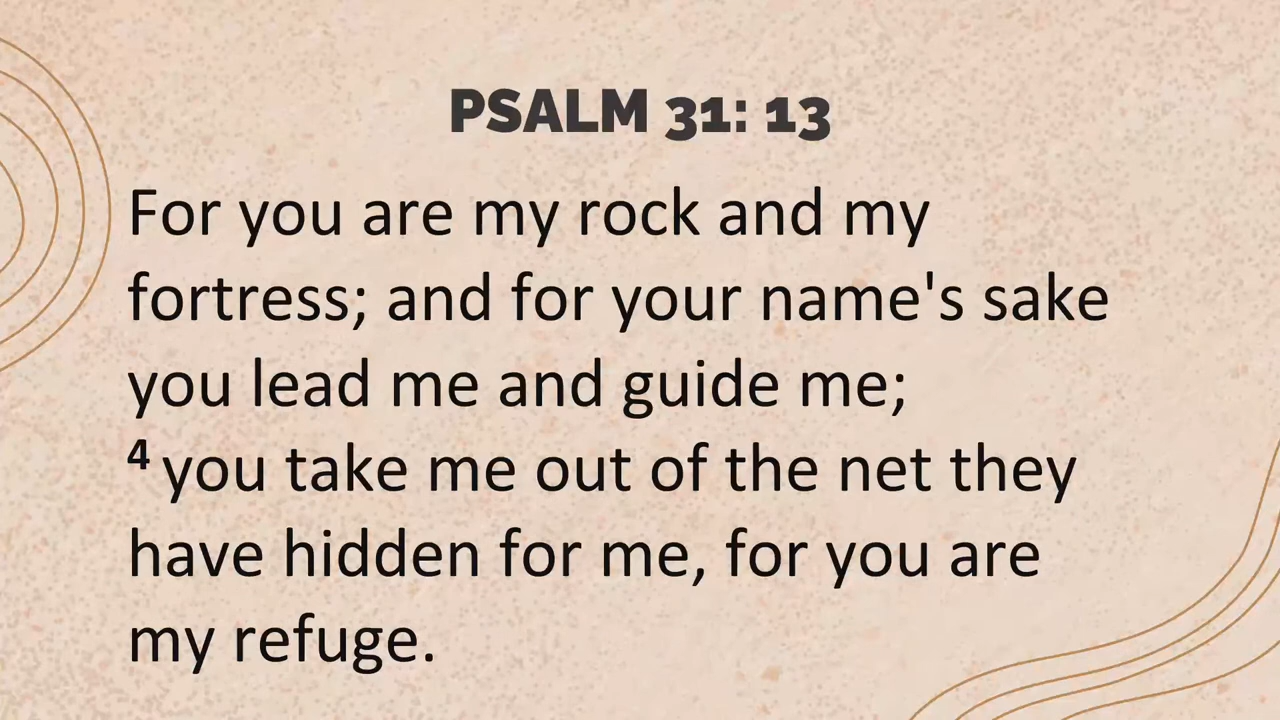 PSALM 31: 13
For you are my rock and my
fortress; and for your name's sake
you lead me and guide me;
4 you take me out of the net they
have hidden for me, for you are
my refuge.